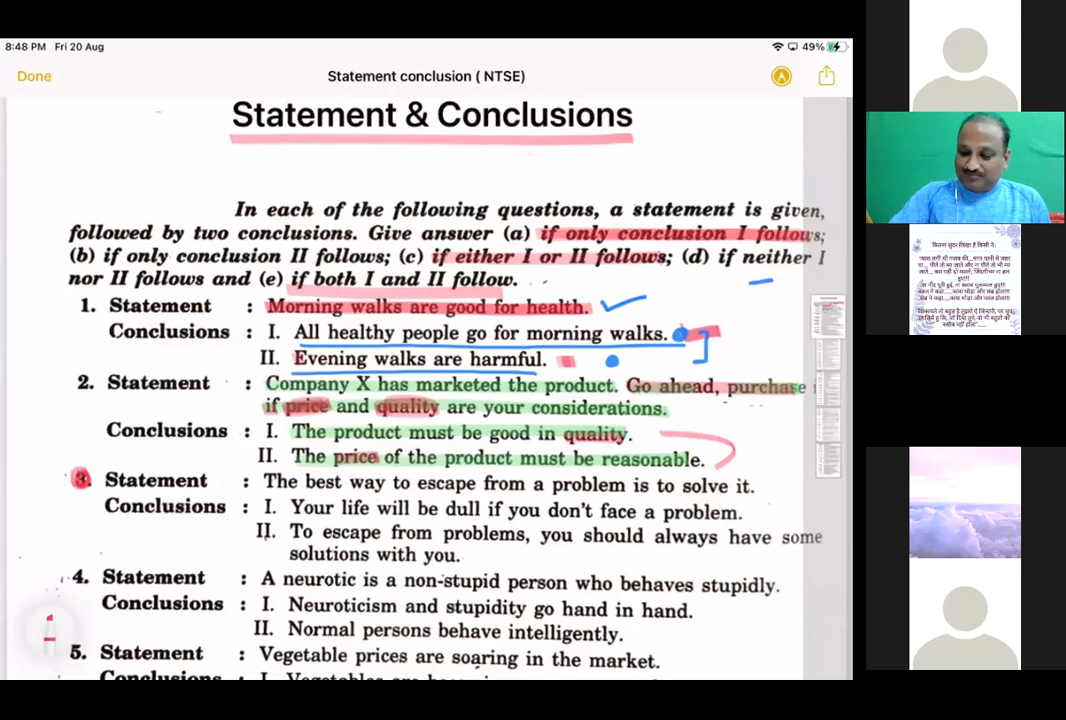 8:48 PM Fri 20 Aug
49%
Done
Statement conclusion ( NTSE)
Statement & Conclusions
In each of the following questions, a statement is given,
followed by two conclusions. Give answer (a) if only conclusion I follows;
(b) if only conclusion II follows; (c) if either I or II follows; (d) if neither I
nor II follows and (e) if both I and II follow.
1. Statement : Morning walks are good for health.
Conclusions : I. All healthy people go for morning walks.
II. Evening walks are harmful.
2. Statement : Company X has marketed the product. Go ahead, purchase
if price and quality are your considerations.
Conclusions : I. The product must be good in quality.
II. The price of the product must be reasonable.
3. Statement : The best way to escape from a problem is to solve it.
Conclusions : I. Your life will be dull if you don't face a problem.
II. To escape from problems, you should always have some
solutions with you.
4. Statement : A neurotic is a non-stupid person who behaves stupidly.
Conclusions : I. Neuroticism and stupidity go hand in hand.
II. Normal persons behave intelligently.
5. Statement : Vegetable prices are soaring in the market.
कितना सुंदर लिखा है किसी ने।